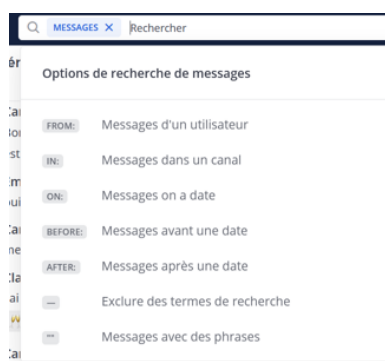 MESSAGES X Rechercher
Options de recherche de messages
FROM: Messages d'un utilisateur
IN: Messages dans un canal
ON: Messages on a date
BEFORE: Messages avant une date
AFTER: Messages après une date
— Exclure des termes de recherche
"" Messages avec des phrases